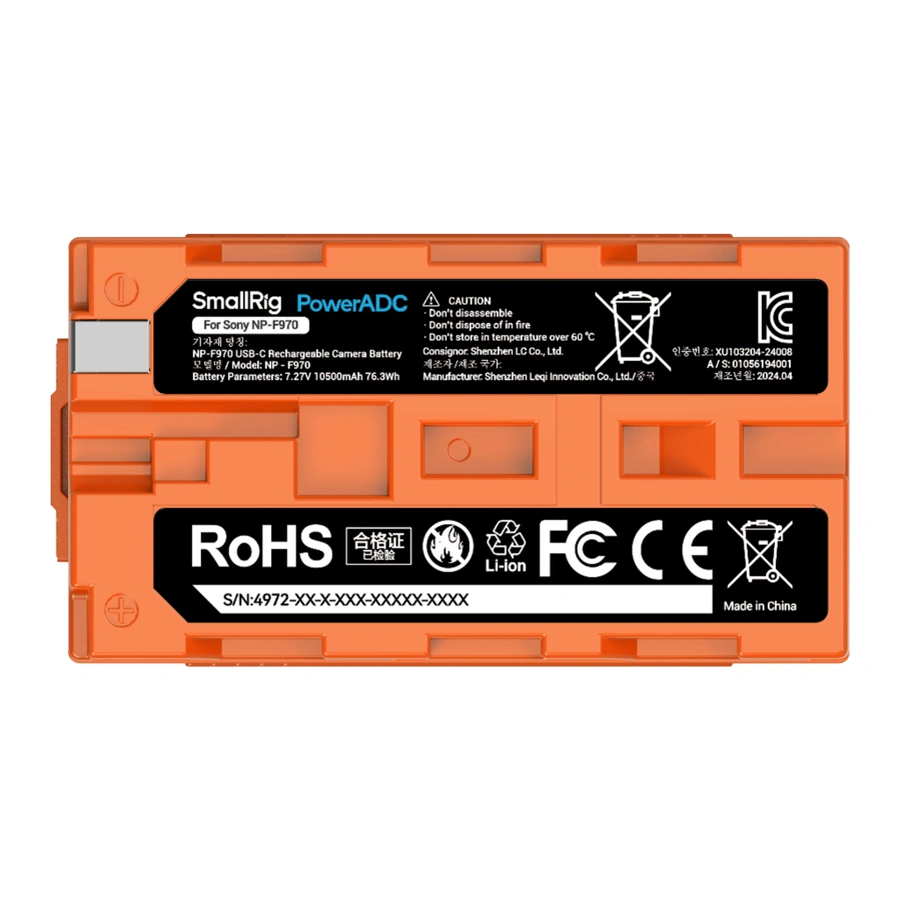 SmallRig PowerADC
For Sony NP-F970
기자재 명칭:
NP-F970 USB-C Rechargeable Camera Battery
모델명 / Model: NP - F970
Battery Parameters: 7.27V 10500mAh 76.3Wh
CAUTION
· Don't disassemble
· Don't dispose of in fire
· Don't store in temperature over 60 ℃
Consignor: Shenzhen LC Co., Ltd.
제조자 /제조 국가:
Manufacturer: Shenzhen Leqi Innovation Co., Ltd./중국
인증번호: XU103204-24008
A / S: 01056194001
제조년월: 2024.04
RoHS
合格证
已检验
Li-ion
FC CE
S/N:4972-XX-X-XXX-XXXXX-XXXX
Made in China